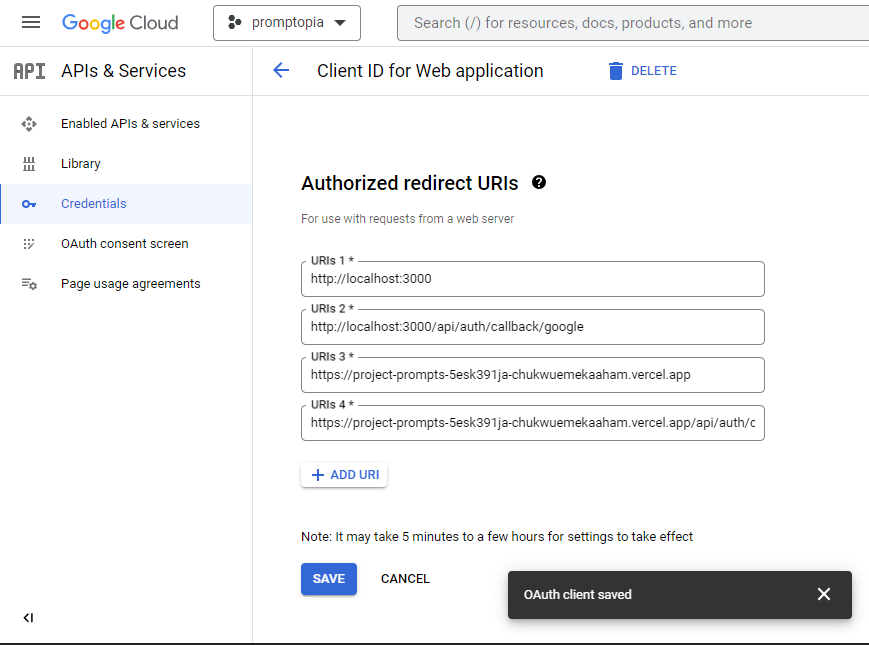 Google Cloud
promptopia
Search (/) for resources, docs, products, and more
API
APIs & Services
Client ID for Web application
DELETE
Enabled APIs & services
Library
Credentials
OAuth consent screen
Page usage agreements
Authorized redirect URIs
For use with requests from a web server
URIs 1 *
http://localhost:3000
URIs 2 *
http://localhost:3000/api/auth/callback/google
URIs 3 *
https://project-prompts-5esk391ja-chukwuemekaaham.vercel.app
URIs 4 *
https://project-prompts-5esk391ja-chukwuemekaaham.vercel.app/api/auth/c
+ ADD URI
Note: It may take 5 minutes to a few hours for settings to take effect
SAVE
CANCEL
OAuth client saved